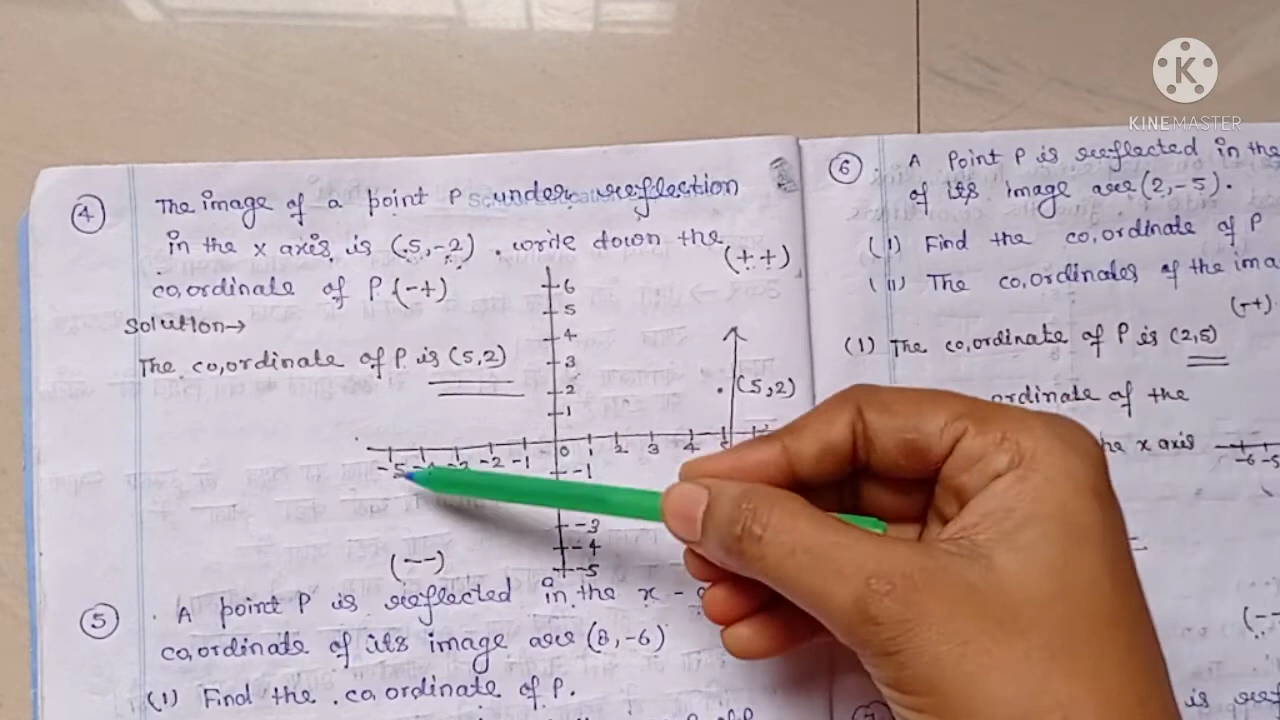 KINEMASTER
4 The image of a point P under reflection
in the x axis is (5,-2). write down the
co,ordinate of P (-+)
(++)
Solution→
The co,ordinate of P is (5,2)
6
5
4
3
2
1
(5,2)
-5 -2 -1 0 1 2 3 4
-1
-3
-4
-5
(--)
5 A point P is reflected in the x -
co,ordinate of its image are (8,-6)
(1) Find the co ordinate of P.
6 A Point P is reflected in the
of its image are (2,-5).
(1) Find the co,ordinate of P
(11) The co,ordinates of the ima
(-+)
(1) The co,ordinate of P is (2,5)
ordinate of the
the x axis
-6 -5
is